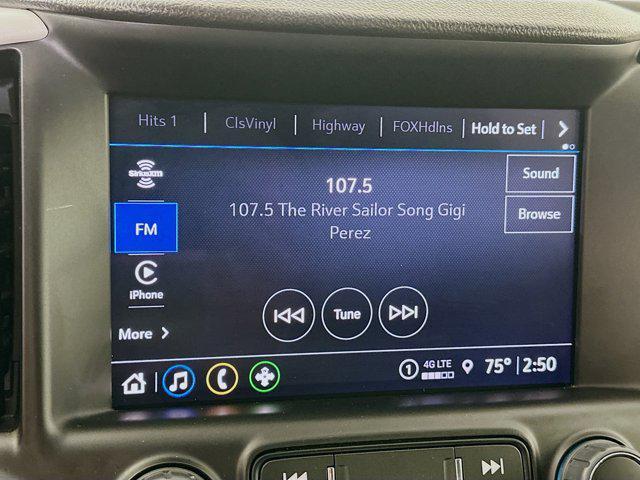 Hits 1 | ClsVinyl | Highway | FOXHdlns | Hold to Set |
SiriusXM
107.5
Sound
107.5 The River Sailor Song Gigi
Perez
Browse
FM
iPhone
Tune
More
1 4G LTE 75° | 2:50